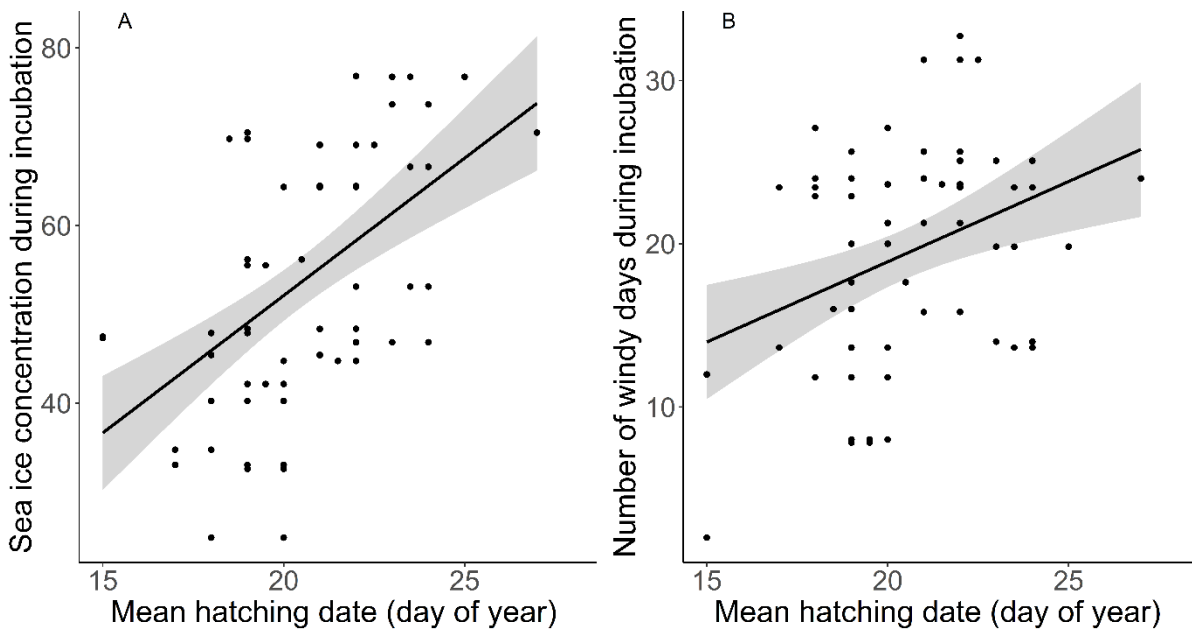 A
Sea ice concentration during incubation
80
60
40
15 20 25
Mean hatching date (day of year)
B
Number of windy days during incubation
30
20
10
15 20 25
Mean hatching date (day of year)